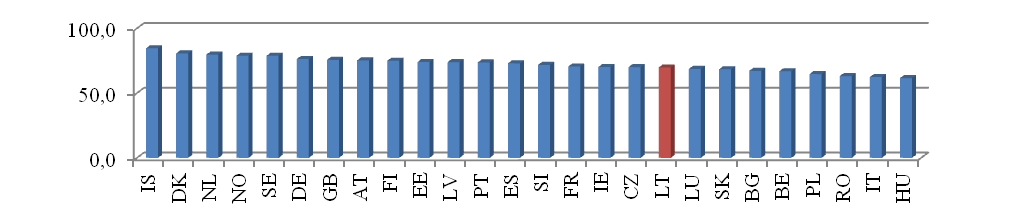 100,0
50,0
0,0
IS DK NL NO SE DE GB AT FI EE LV PT ES SI FR IE CZ LT LU SK BG BE PL RO IT HU